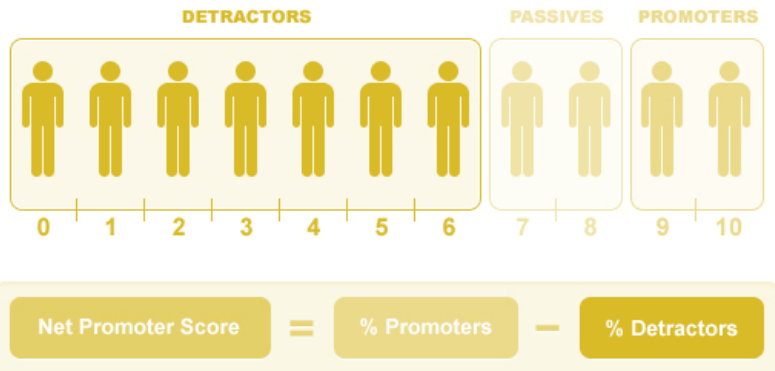 DETRACTORS PASSIVES PROMOTERS
0 1 2 3 4 5 6 7 8 9 10
Net Promoter Score = % Promoters − % Detractors